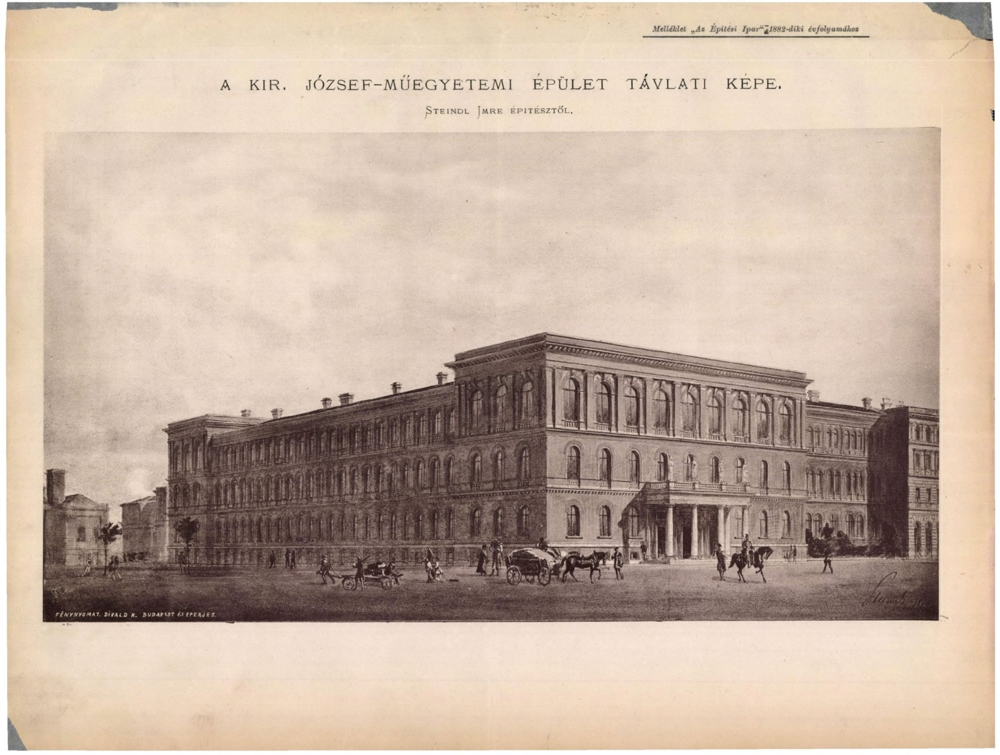 Melléklet „Az Épitési Ipar“ 1882-diki évfolyamához
A KIR. JÓZSEF-MŰEGYETEMI ÉPÜLET TÁVLATI KÉPE.
STEINDL IMRE ÉPITÉSZTŐL.
FÉNYNYOMAT. DIVALD K. BUDAPEST ÉS EPERJES.